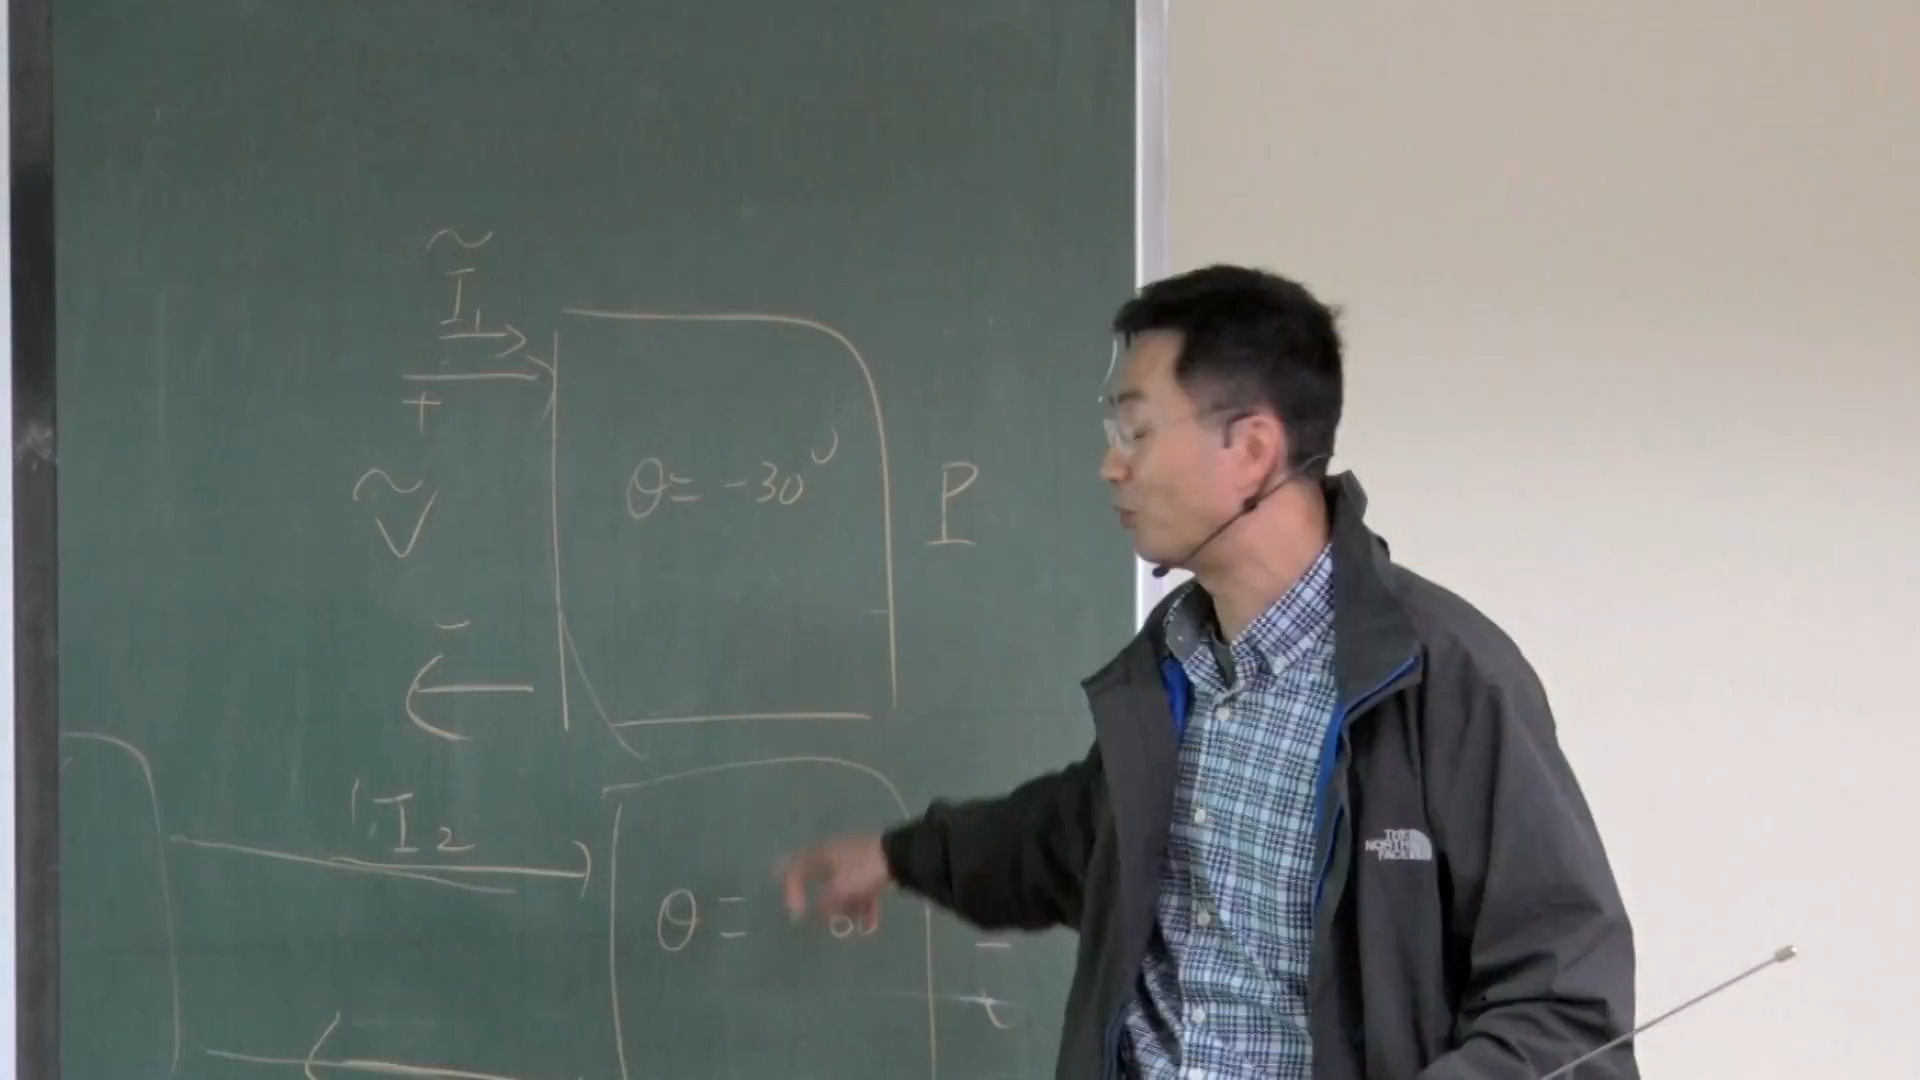 Ĩ₁
+
Ṽ
θ = -30°
P
-
I₂
θ =
THE
NORTH
FACE